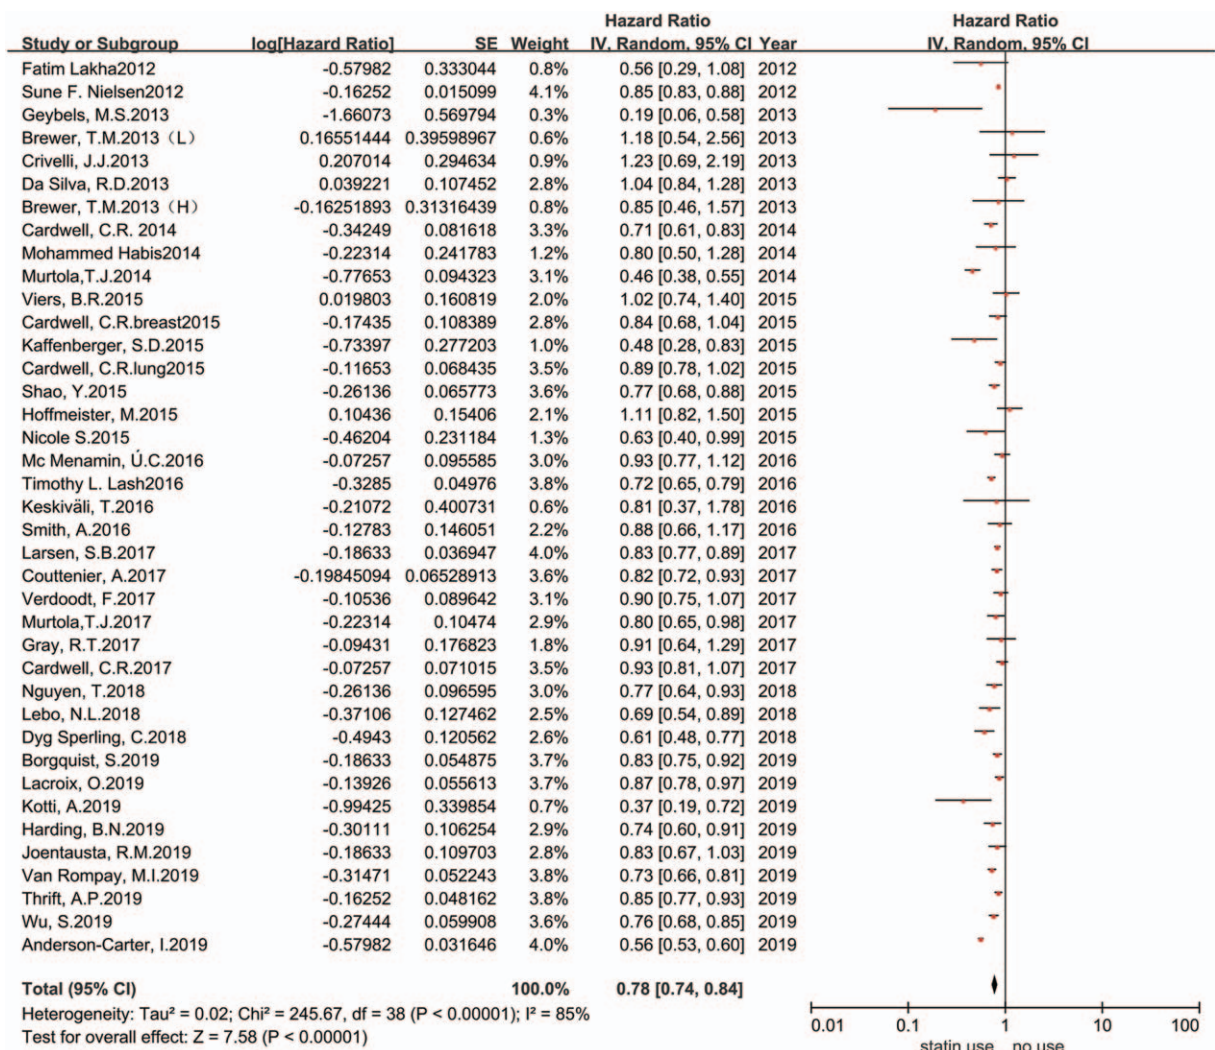 Hazard Ratio Hazard Ratio
Study or Subgroup log[Hazard Ratio] SE Weight IV, Random, 95% CI Year IV, Random, 95% CI
Fatim Lakha2012 -0.57982 0.333044 0.8% 0.56 [0.29, 1.08] 2012
Sune F. Nielsen2012 -0.16252 0.015099 4.1% 0.85 [0.83, 0.88] 2012
Geybels, M.S.2013 -1.66073 0.569794 0.3% 0.19 [0.06, 0.58] 2013
Brewer, T.M.2013（L） 0.16551444 0.39598967 0.6% 1.18 [0.54, 2.56] 2013
Crivelli, J.J.2013 0.207014 0.294634 0.9% 1.23 [0.69, 2.19] 2013
Da Silva, R.D.2013 0.039221 0.107452 2.8% 1.04 [0.84, 1.28] 2013
Brewer, T.M.2013（H） -0.16251893 0.31316439 0.8% 0.85 [0.46, 1.57] 2013
Cardwell, C.R. 2014 -0.34249 0.081618 3.3% 0.71 [0.61, 0.83] 2014
Mohammed Habis2014 -0.22314 0.241783 1.2% 0.80 [0.50, 1.28] 2014
Murtola,T.J.2014 -0.77653 0.094323 3.1% 0.46 [0.38, 0.55] 2014
Viers, B.R.2015 0.019803 0.160819 2.0% 1.02 [0.74, 1.40] 2015
Cardwell, C.R.breast2015 -0.17435 0.108389 2.8% 0.84 [0.68, 1.04] 2015
Kaffenberger, S.D.2015 -0.73397 0.277203 1.0% 0.48 [0.28, 0.83] 2015
Cardwell, C.R.lung2015 -0.11653 0.068435 3.5% 0.89 [0.78, 1.02] 2015
Shao, Y.2015 -0.26136 0.065773 3.6% 0.77 [0.68, 0.88] 2015
Hoffmeister, M.2015 0.10436 0.15406 2.1% 1.11 [0.82, 1.50] 2015
Nicole S.2015 -0.46204 0.231184 1.3% 0.63 [0.40, 0.99] 2015
Mc Menamin, Ú.C.2016 -0.07257 0.095585 3.0% 0.93 [0.77, 1.12] 2016
Timothy L. Lash2016 -0.3285 0.04976 3.8% 0.72 [0.65, 0.79] 2016
Keskiväli, T.2016 -0.21072 0.400731 0.6% 0.81 [0.37, 1.78] 2016
Smith, A.2016 -0.12783 0.146051 2.2% 0.88 [0.66, 1.17] 2016
Larsen, S.B.2017 -0.18633 0.036947 4.0% 0.83 [0.77, 0.89] 2017
Couttenier, A.2017 -0.19845094 0.06528913 3.6% 0.82 [0.72, 0.93] 2017
Verdoodt, F.2017 -0.10536 0.089642 3.1% 0.90 [0.75, 1.07] 2017
Murtola,T.J.2017 -0.22314 0.10474 2.9% 0.80 [0.65, 0.98] 2017
Gray, R.T.2017 -0.09431 0.176823 1.8% 0.91 [0.64, 1.29] 2017
Cardwell, C.R.2017 -0.07257 0.071015 3.5% 0.93 [0.81, 1.07] 2017
Nguyen, T.2018 -0.26136 0.096595 3.0% 0.77 [0.64, 0.93] 2018
Lebo, N.L.2018 -0.37106 0.127462 2.5% 0.69 [0.54, 0.89] 2018
Dyg Sperling, C.2018 -0.4943 0.120562 2.6% 0.61 [0.48, 0.77] 2018
Borgquist, S.2019 -0.18633 0.054875 3.7% 0.83 [0.75, 0.92] 2019
Lacroix, O.2019 -0.13926 0.055613 3.7% 0.87 [0.78, 0.97] 2019
Kotti, A.2019 -0.99425 0.339854 0.7% 0.37 [0.19, 0.72] 2019
Harding, B.N.2019 -0.30111 0.106254 2.9% 0.74 [0.60, 0.91] 2019
Joentausta, R.M.2019 -0.18633 0.109703 2.8% 0.83 [0.67, 1.03] 2019
Van Rompay, M.I.2019 -0.31471 0.052243 3.8% 0.73 [0.66, 0.81] 2019
Thrift, A.P.2019 -0.16252 0.048162 3.8% 0.85 [0.77, 0.93] 2019
Wu, S.2019 -0.27444 0.059908 3.6% 0.76 [0.68, 0.85] 2019
Anderson-Carter, I.2019 -0.57982 0.031646 4.0% 0.56 [0.53, 0.60] 2019
Total (95% CI) 100.0% 0.78 [0.74, 0.84]
Heterogeneity: Tau² = 0.02; Chi² = 245.67, df = 38 (P < 0.00001); I² = 85%
Test for overall effect: Z = 7.58 (P < 0.00001)
0.01 0.1 1 10 100
statin use no use